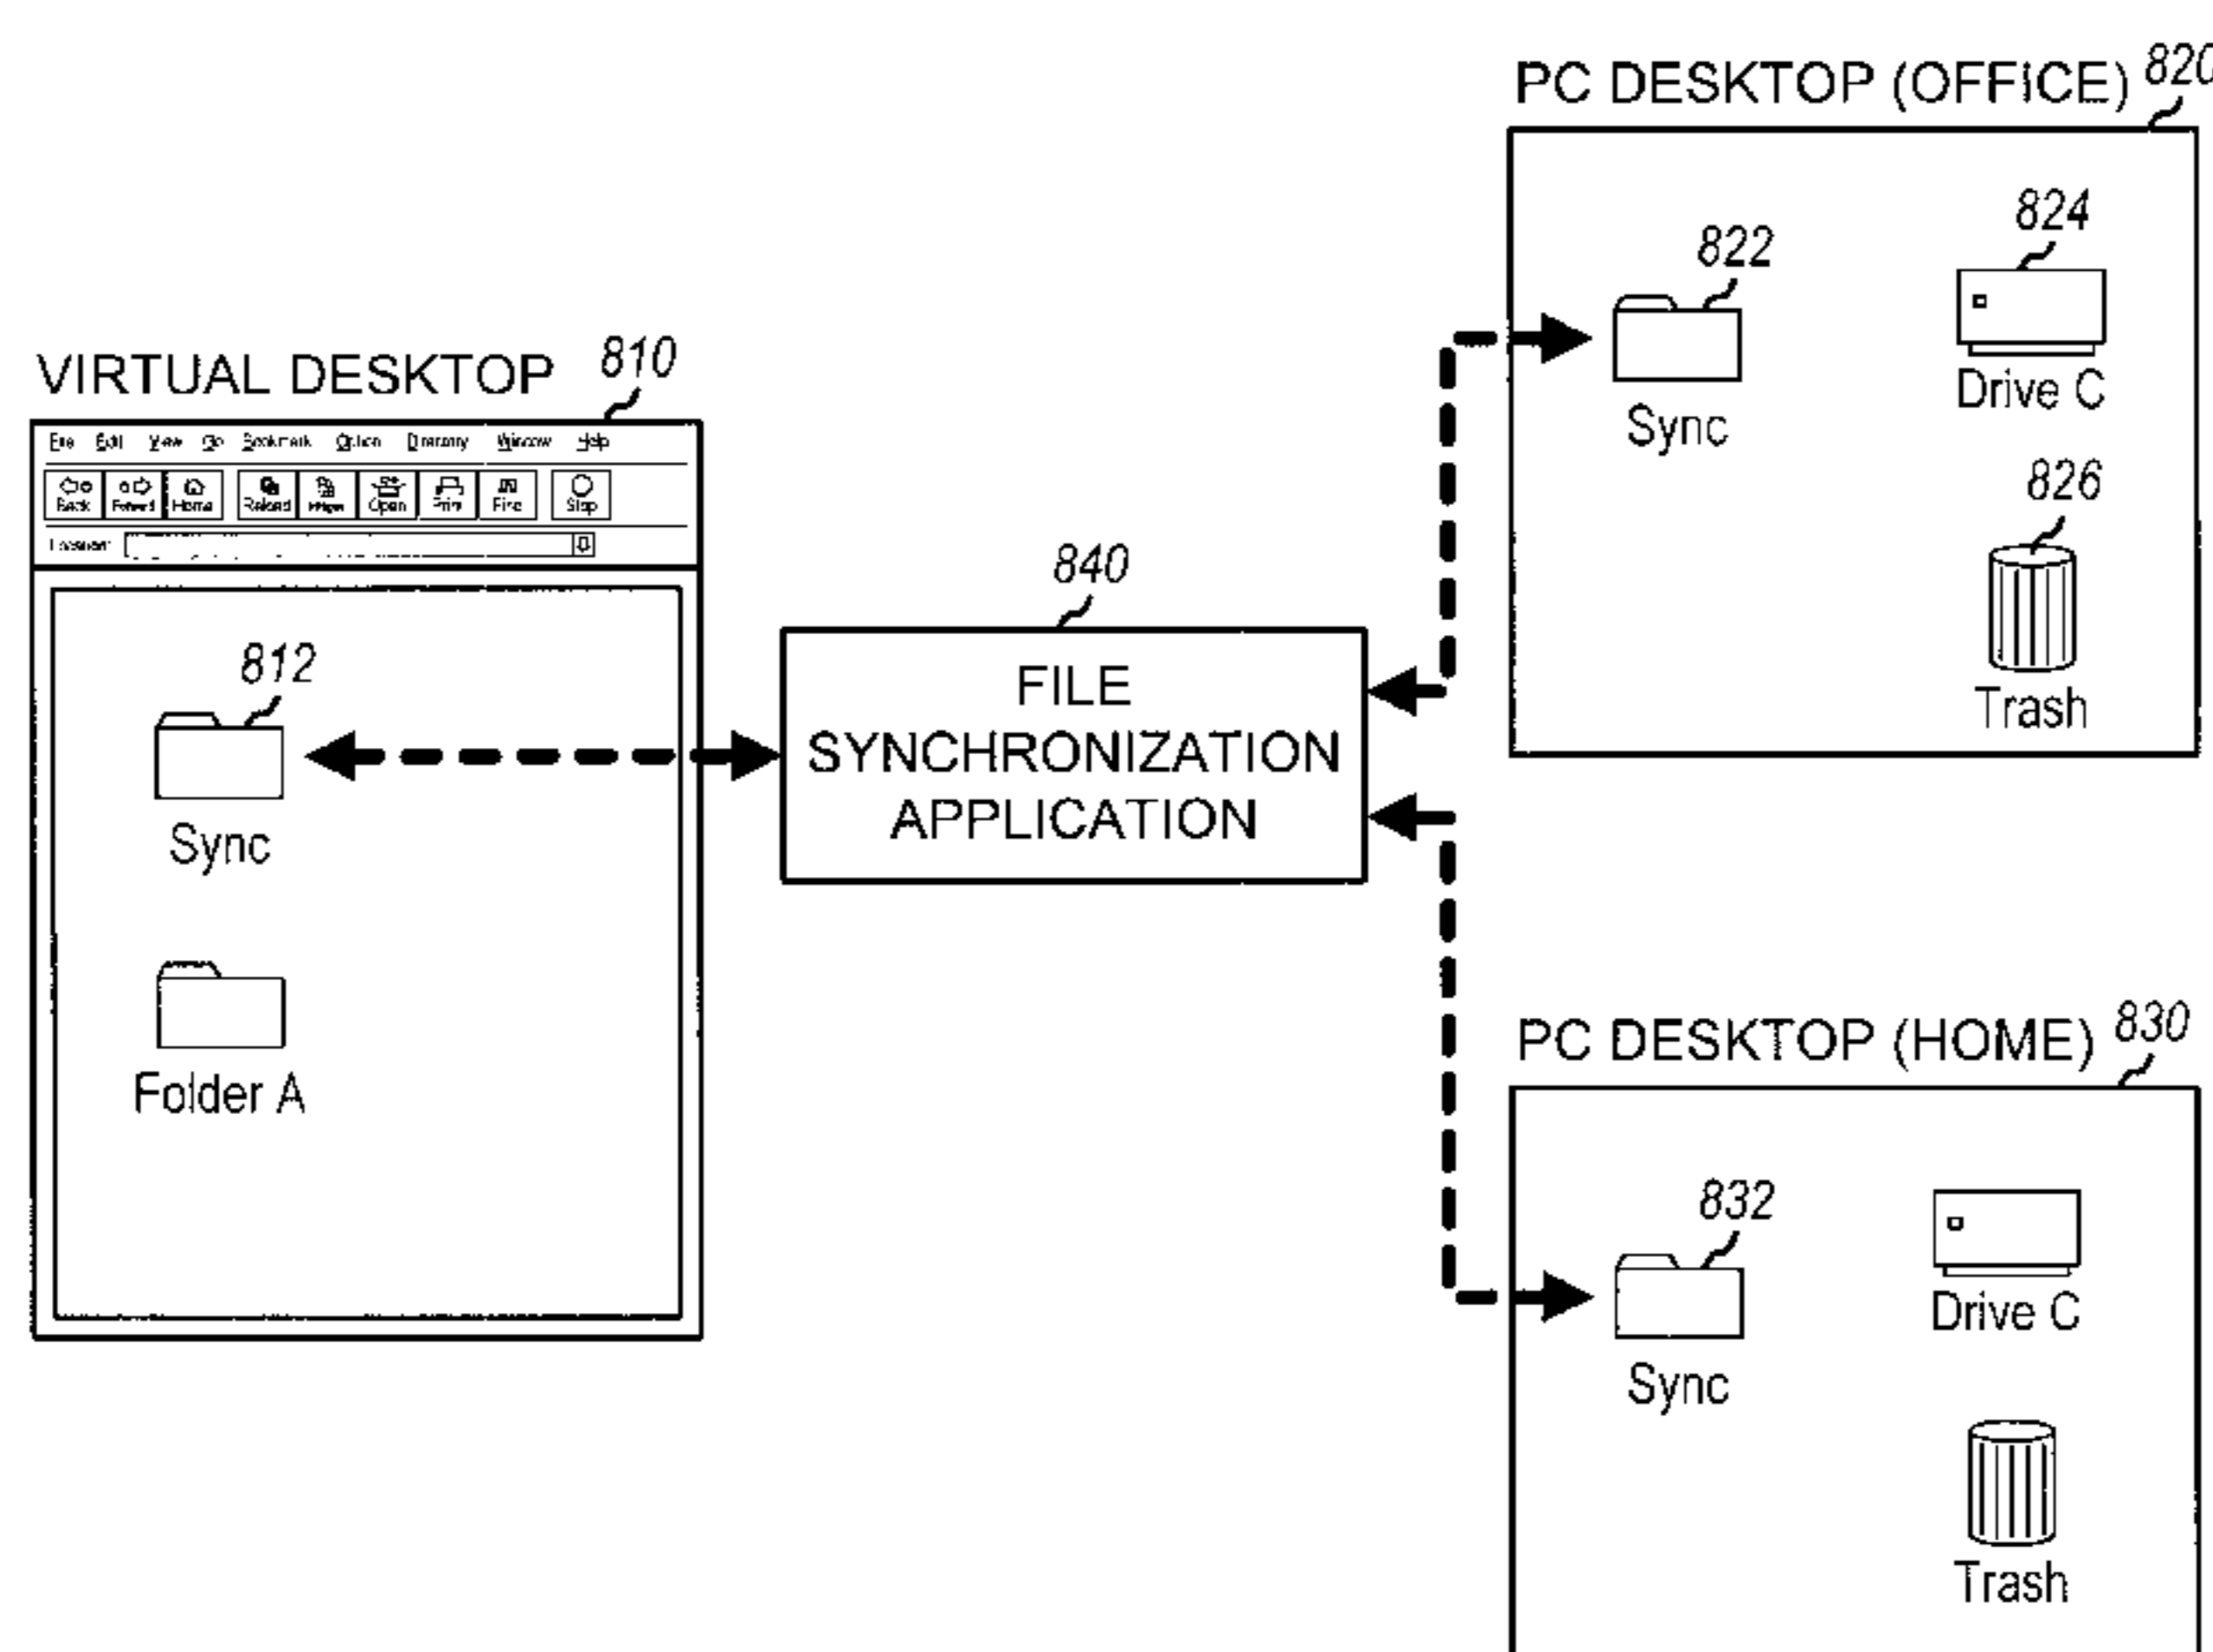 PC DESKTOP (OFFICE) 820
824
822
Drive C
Sync
826
Trash
VIRTUAL DESKTOP 810
File Edit View Go Bookmark Option Directory Window Help
Back Forward Home Reload Open Print Find Stop
Location:
812
Sync
Folder A
840
FILE
SYNCHRONIZATION
APPLICATION
PC DESKTOP (HOME) 830
832
Drive C
Sync
Trash